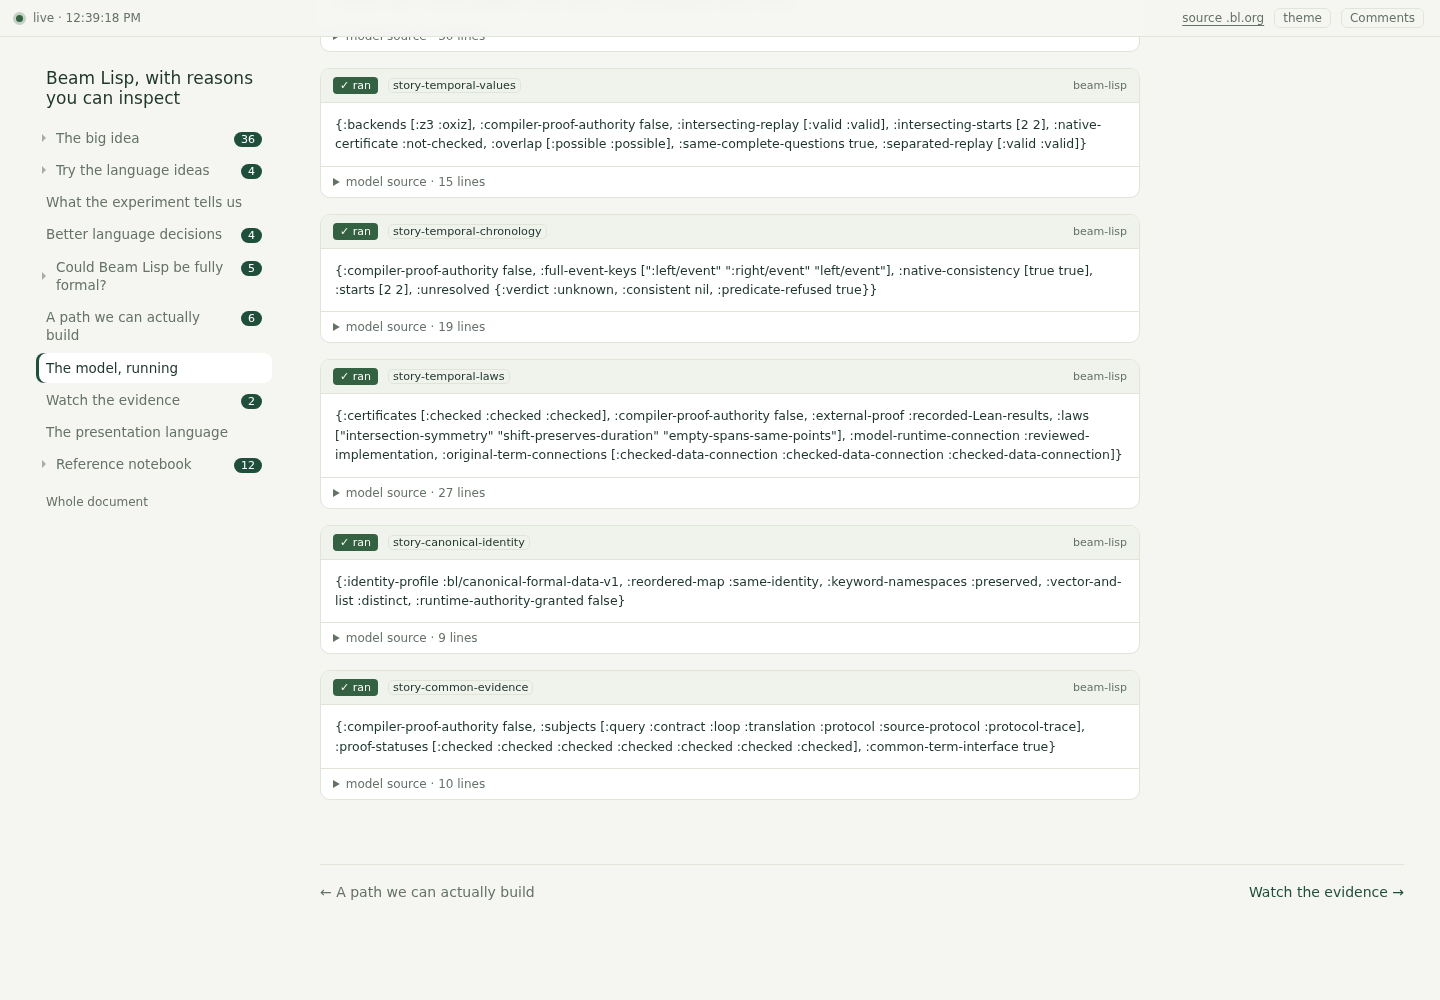 live · 12:39:18 PM
source .bl.org
theme
Comments
Beam Lisp, with reasons
you can inspect
The big idea 36
Try the language ideas 4
What the experiment tells us
Better language decisions 4
Could Beam Lisp be fully 5
formal?
A path we can actually 6
build
The model, running
Watch the evidence 2
The presentation language
Reference notebook 12
Whole document
✓ ran story-temporal-values beam-lisp
{:backends [:z3 :oxiz], :compiler-proof-authority false, :intersecting-replay [:valid :valid], :intersecting-starts [2 2], :native-
certificate :not-checked, :overlap [:possible :possible], :same-complete-questions true, :separated-replay [:valid :valid]}
model source · 15 lines
✓ ran story-temporal-chronology beam-lisp
{:compiler-proof-authority false, :full-event-keys [":left/event" ":right/event" "left/event"], :native-consistency [true true],
:starts [2 2], :unresolved {:verdict :unknown, :consistent nil, :predicate-refused true}}
model source · 19 lines
✓ ran story-temporal-laws beam-lisp
{:certificates [:checked :checked :checked], :compiler-proof-authority false, :external-proof :recorded-Lean-results, :laws
["intersection-symmetry" "shift-preserves-duration" "empty-spans-same-points"], :model-runtime-connection :reviewed-
implementation, :original-term-connections [:checked-data-connection :checked-data-connection :checked-data-connection]}
model source · 27 lines
✓ ran story-canonical-identity beam-lisp
{:identity-profile :bl/canonical-formal-data-v1, :reordered-map :same-identity, :keyword-namespaces :preserved, :vector-and-
list :distinct, :runtime-authority-granted false}
model source · 9 lines
✓ ran story-common-evidence beam-lisp
{:compiler-proof-authority false, :subjects [:query :contract :loop :translation :protocol :source-protocol :protocol-trace],
:proof-statuses [:checked :checked :checked :checked :checked :checked :checked], :common-term-interface true}
model source · 10 lines
← A path we can actually build
Watch the evidence →